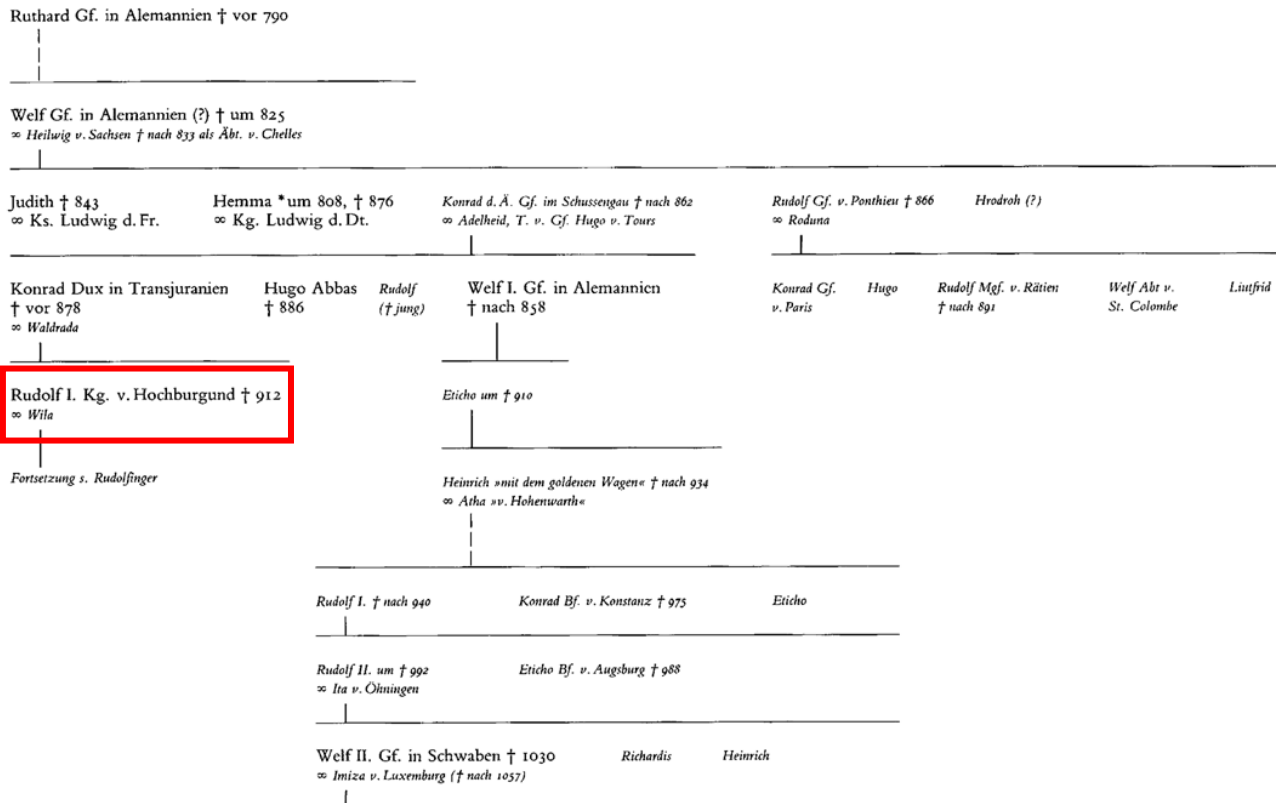 Ruthard Gf. in Alemannien † vor 790
Welf Gf. in Alemannien (?) † um 825
∞ Heilwig v. Sachsen † nach 833 als Äbt. v. Chelles
Judith † 843
∞ Ks. Ludwig d. Fr.
Hemma * um 808, † 876
∞ Kg. Ludwig d. Dt.
Konrad d. Ä. Gf. im Schussengau † nach 862
∞ Adelheid, T. v. Gf. Hugo v. Tours
Rudolf Gf. v. Ponthieu † 866
∞ Roduna
Hrodroh (?)
Konrad Dux in Transjuranien
† vor 878
∞ Waldrada
Hugo Abbas
† 886
Rudolf
(† jung)
Welf I. Gf. in Alemannien
† nach 858
Konrad Gf.
v. Paris
Hugo
Rudolf Mgf. v. Rätien
† nach 891
Welf Abt v.
St. Colombe
Liutfrid
Rudolf I. Kg. v. Hochburgund † 912
∞ Wila
Eticho um † 910
Fortsetzung s. Rudolfinger
Heinrich »mit dem goldenen Wagen« † nach 934
∞ Atha »v. Hohenwarth«
Rudolf I. † nach 940
Konrad Bf. v. Konstanz † 975
Eticho
Rudolf II. um † 992
∞ Ita v. Öhningen
Eticho Bf. v. Augsburg † 988
Welf II. Gf. in Schwaben † 1030
∞ Imiza v. Luxemburg († nach 1057)
Richardis
Heinrich